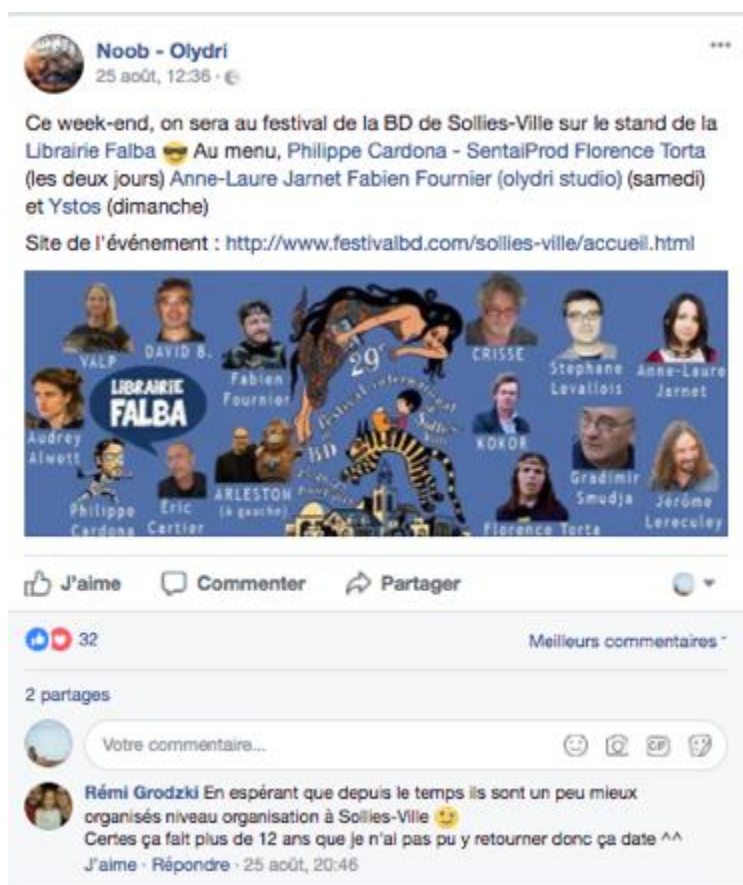 Noob - Olydri
25 août, 12:36
Ce week-end, on sera au festival de la BD de Sollies-Ville sur le stand de la
Librairie Falba 😎 Au menu, Philippe Cardona - SentaiProd Florence Torta
(les deux jours) Anne-Laure Jarnet Fabien Fournier (olydri studio) (samedi)
et Ystos (dimanche)
Site de l'événement : http://www.festivalbd.com/sollies-ville/accueil.html
VALP
DAVID B.
Fabien
Fournier
LIBRAIRIE
FALBA
Audrey
Alwett
Philippe
Cardona
Eric
Cartier
ARLESTON
(à gauche)
29e
festival international
BD
Sollies
Ville
CRISSE
Stephane
Levallois
Anne-Laure
Jarnet
KOKOR
Gradimir
Smudja
Jérôme
Lereculey
Florence Torta
J'aime
Commenter
Partager
32
Meilleurs commentaires
2 partages
Votre commentaire...
GIF
Rémi Grodzki En espérant que depuis le temps ils sont un peu mieux
organisés niveau organisation à Sollies-Ville 😉
Certes ça fait plus de 12 ans que je n'ai pas pu y retourner donc ça date ^^
J'aime · Répondre · 25 août, 20:46